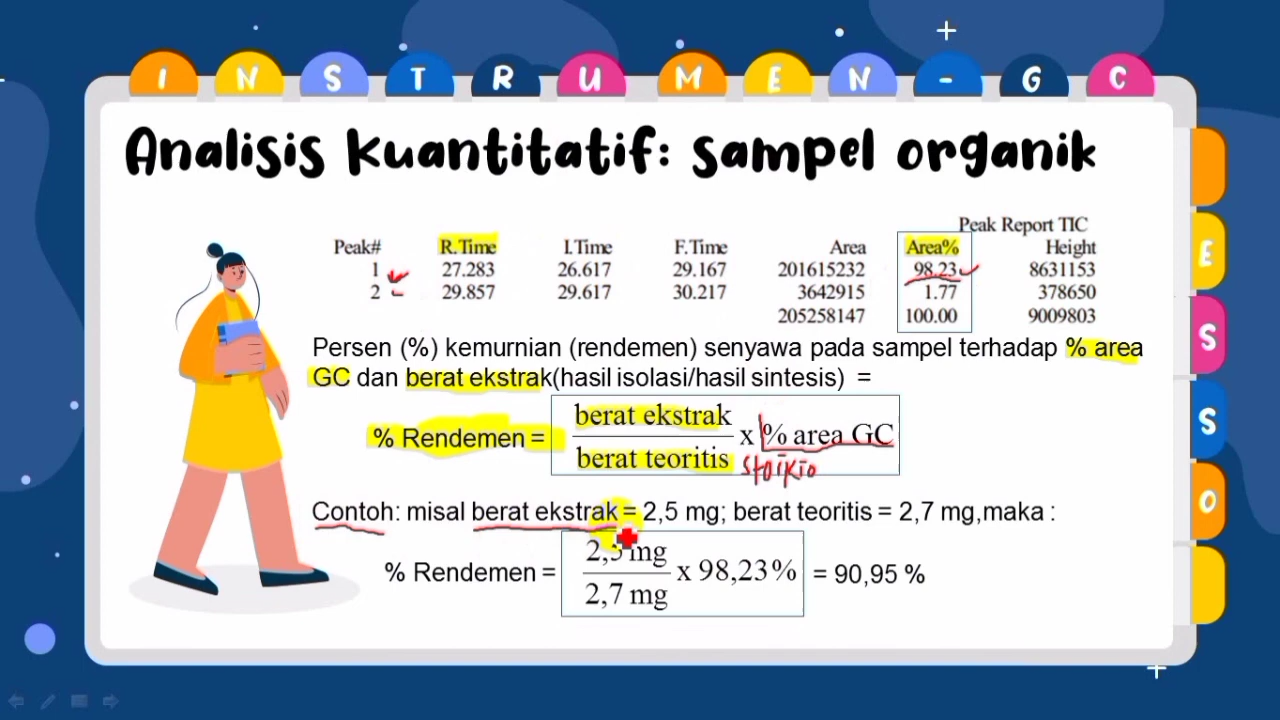 INSTRUMEN-GC
Analisis Kuantitatif: sampel organik
Peak Report TIC
Peak# R.Time I.Time F.Time Area Area% Height
1 27.283 26.617 29.167 201615232 98.23 8631153
2 29.857 29.617 30.217 3642915 1.77 378650
205258147 100.00 9009803
Persen (%) kemurnian (rendemen) senyawa pada sampel terhadap % area
GC dan berat ekstrak(hasil isolasi/hasil sintesis) =
% Rendemen = berat ekstrak
berat teoritis
x % area GC
stoikio
Contoh: misal berat ekstrak = 2,5 mg; berat teoritis = 2,7 mg,maka :
% Rendemen = 2,5 mg
2,7 mg
x 98,23% = 90,95 %
E
S
S
O